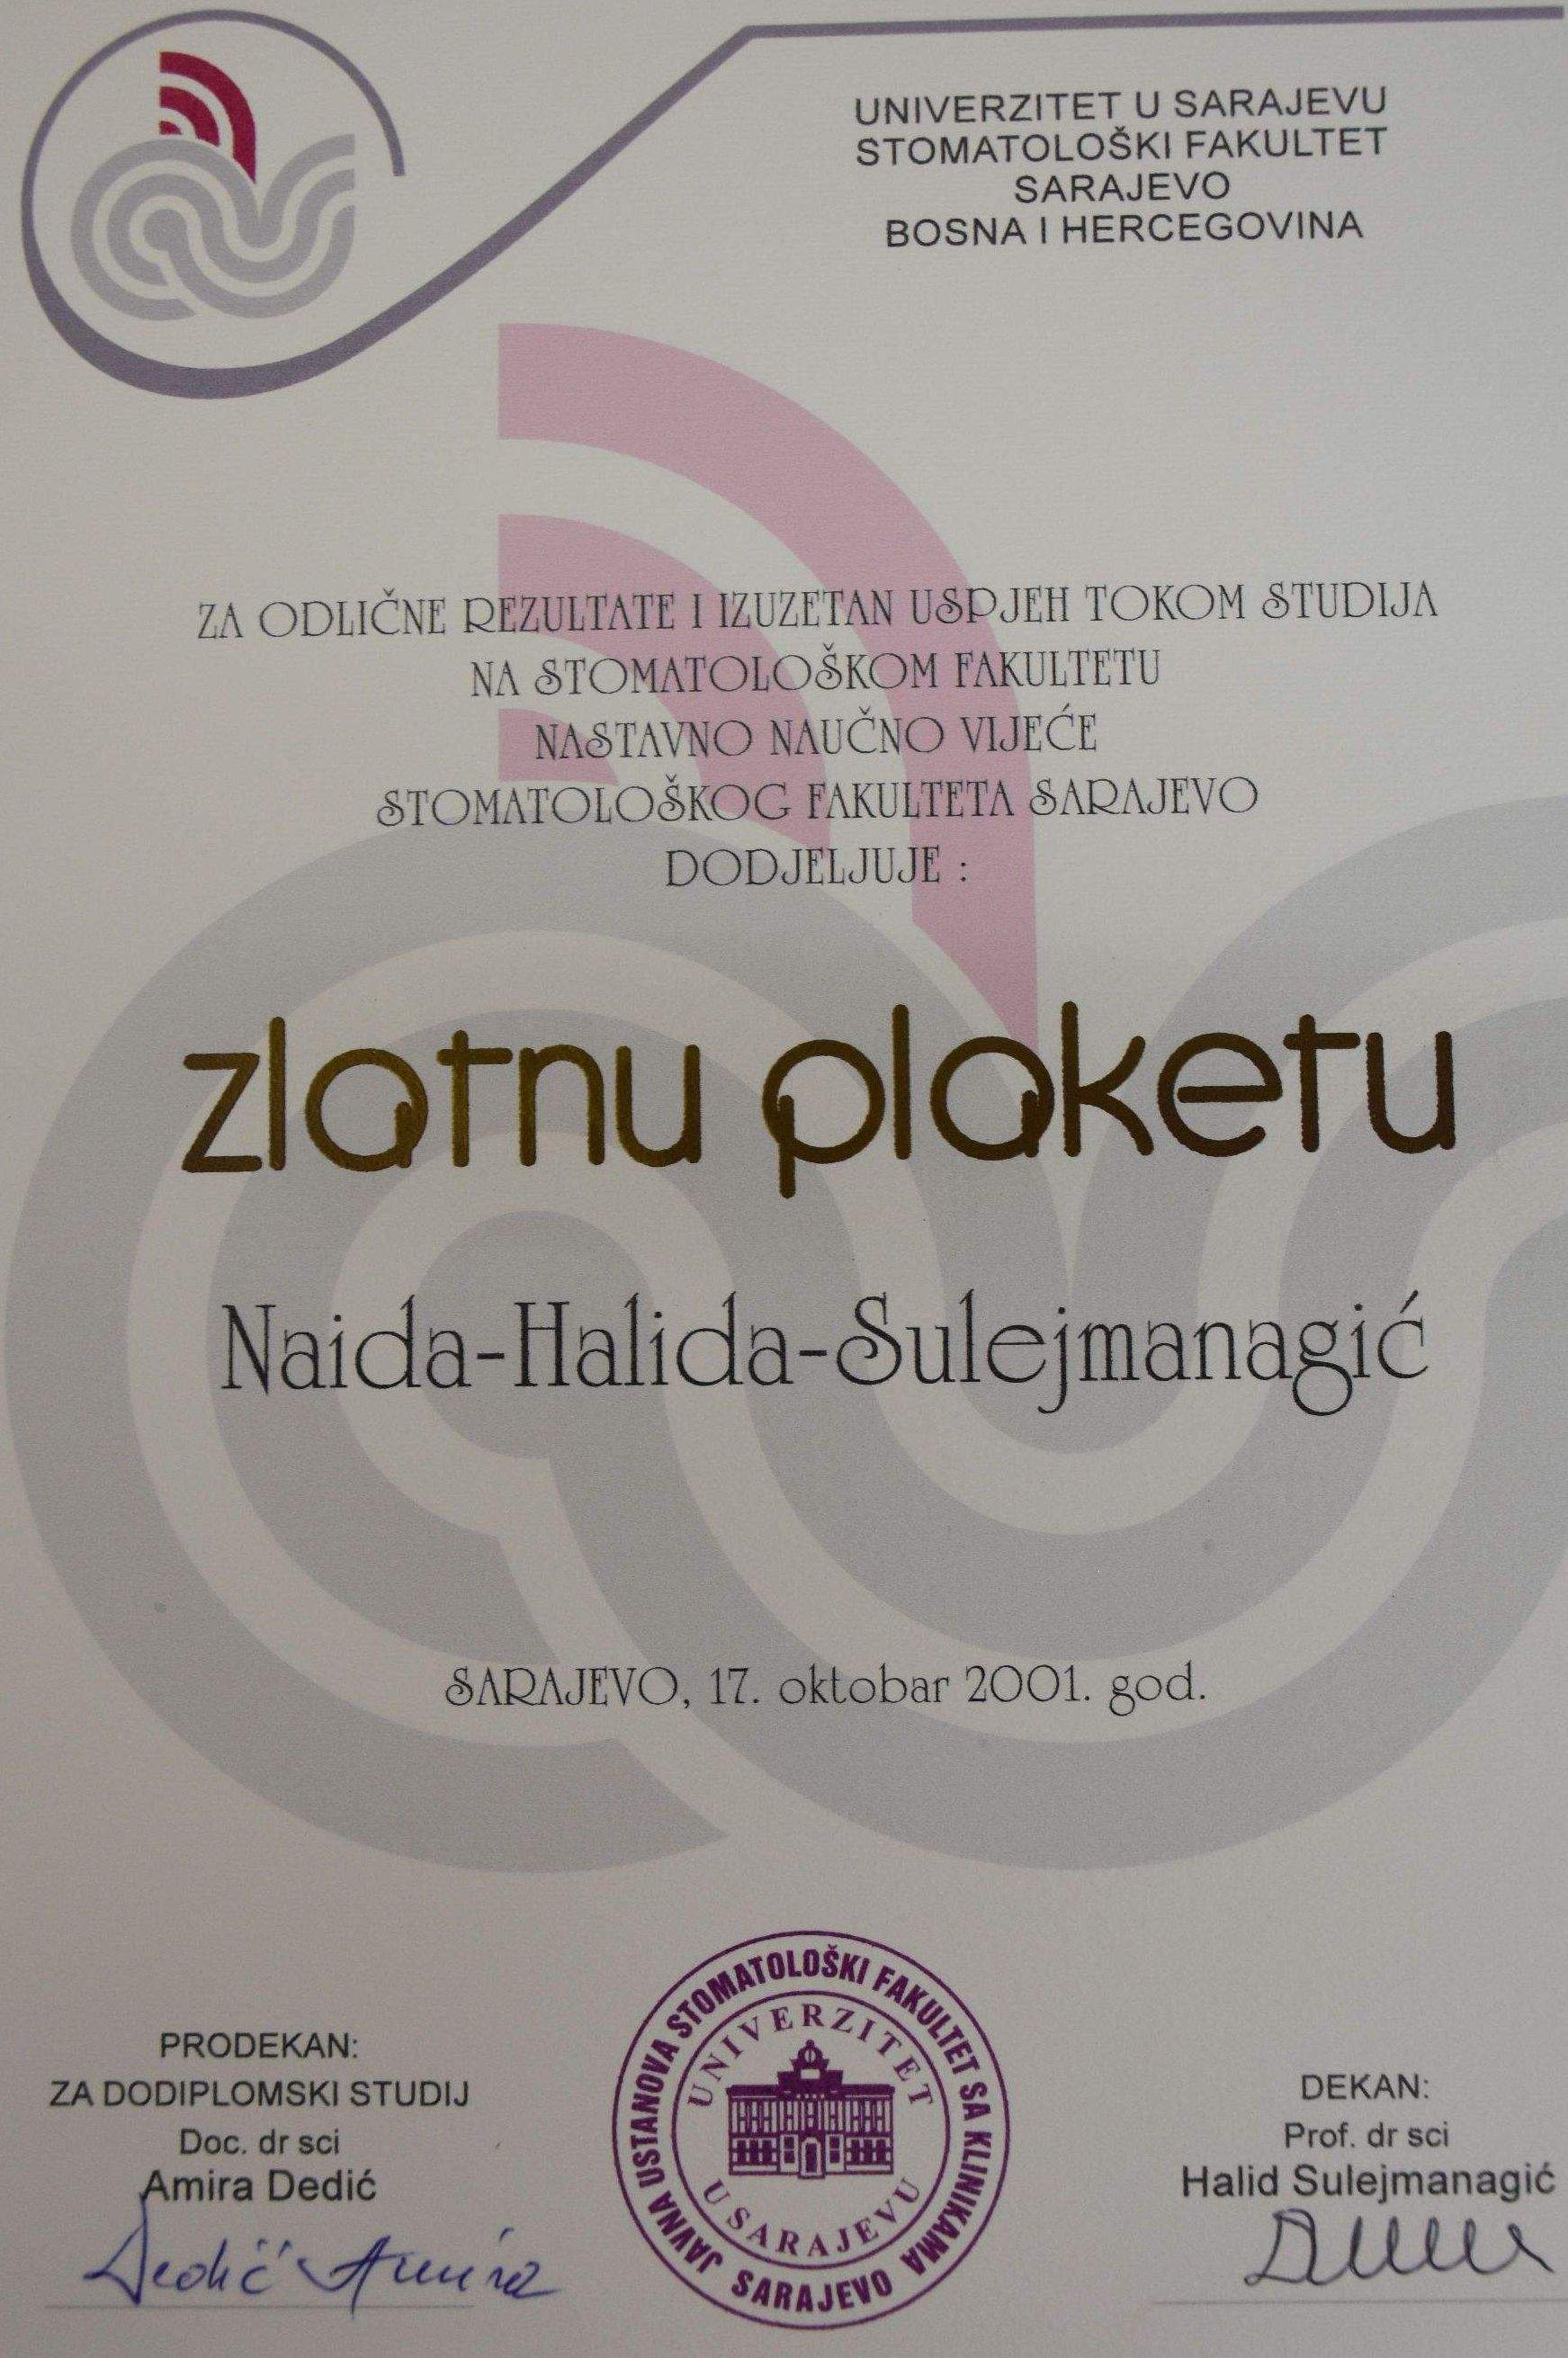 UNIVERZITET U SARAJEVU
STOMATOLOŠKI FAKULTET
SARAJEVO
BOSNA I HERCEGOVINA
ZA ODLIČNE REZULTATE I IZUZETAN USPJEH TOKOM STUDIJA
NA STOMATOLOŠKOM FAKULTETU
NASTAVNO NAUČNO VIJEĆE
STOMATOLOŠKOG FAKULTETA SARAJEVO
DODJELJUJE :
zlatnu plaketu
Naida-Halida-Sulejmanagić
SARAJEVO, 17. oktobar 2001. god.
PRODEKAN:
ZA DODIPLOMSKI STUDIJ
Doc. dr sci
Amira Dedić
Dedić Amira
JAVNA USTANOVA STOMATOLOŠKI FAKULTET SA KLINIKAMA
SARAJEVO
UNIVERZITET
U SARAJEVU
DEKAN:
Prof. dr sci
Halid Sulejmanagić